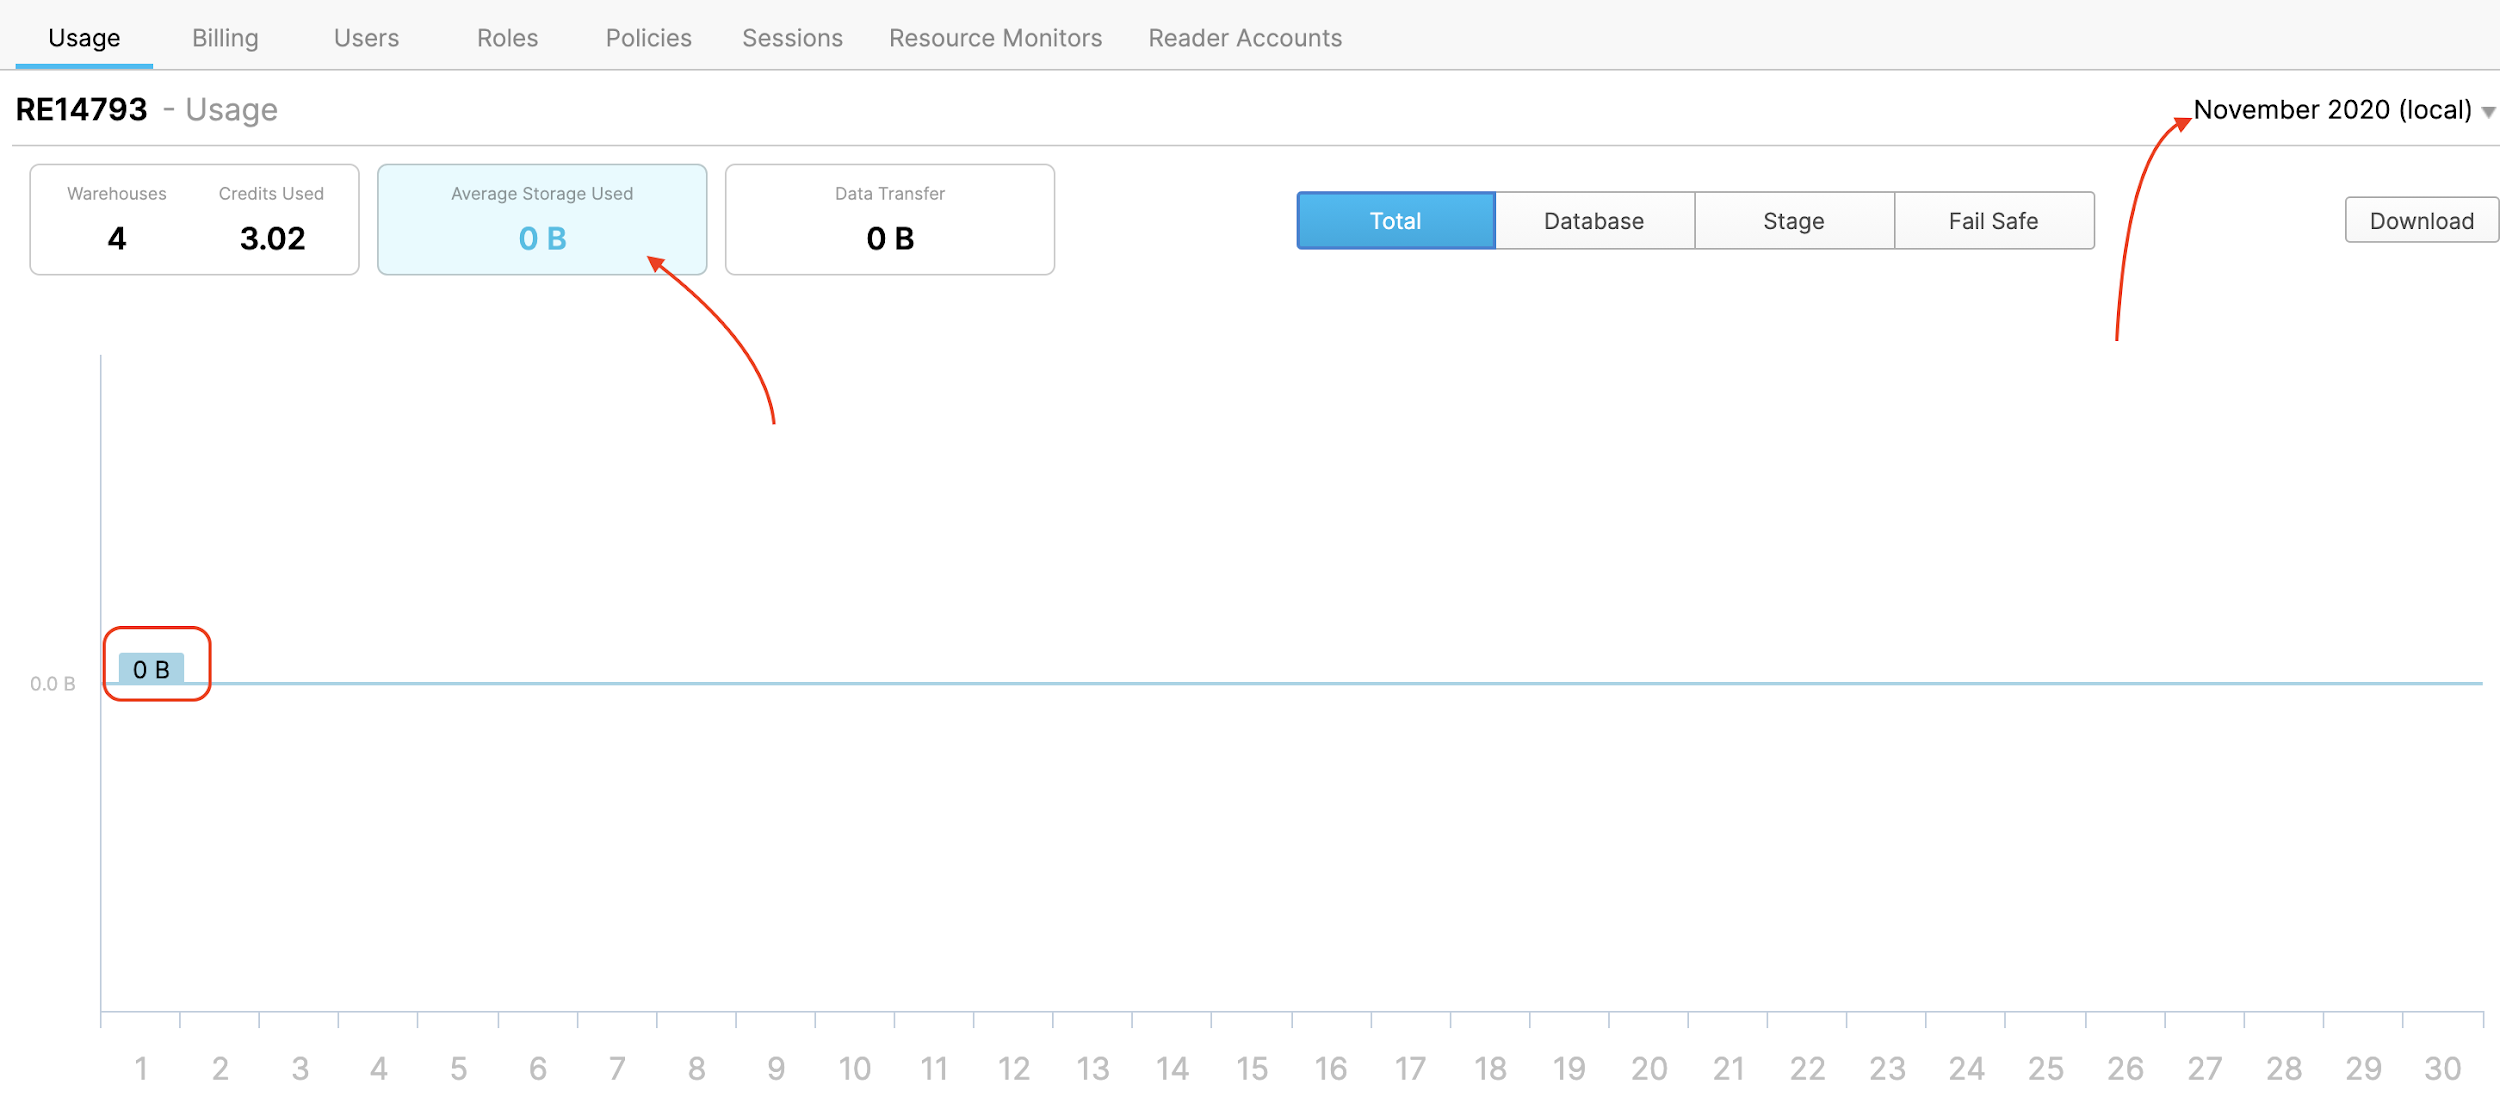 Usage Billing Users Roles Policies Sessions Resource Monitors Reader Accounts
RE14793 - Usage November 2020 (local)
Warehouses Credits Used Average Storage Used Data Transfer
4 3.02 0 B 0 B
Total Database Stage Fail Safe Download
0 B
0.0 B
1 2 3 4 5 6 7 8 9 10 11 12 13 14 15 16 17 18 19 20 21 22 23 24 25 26 27 28 29 30